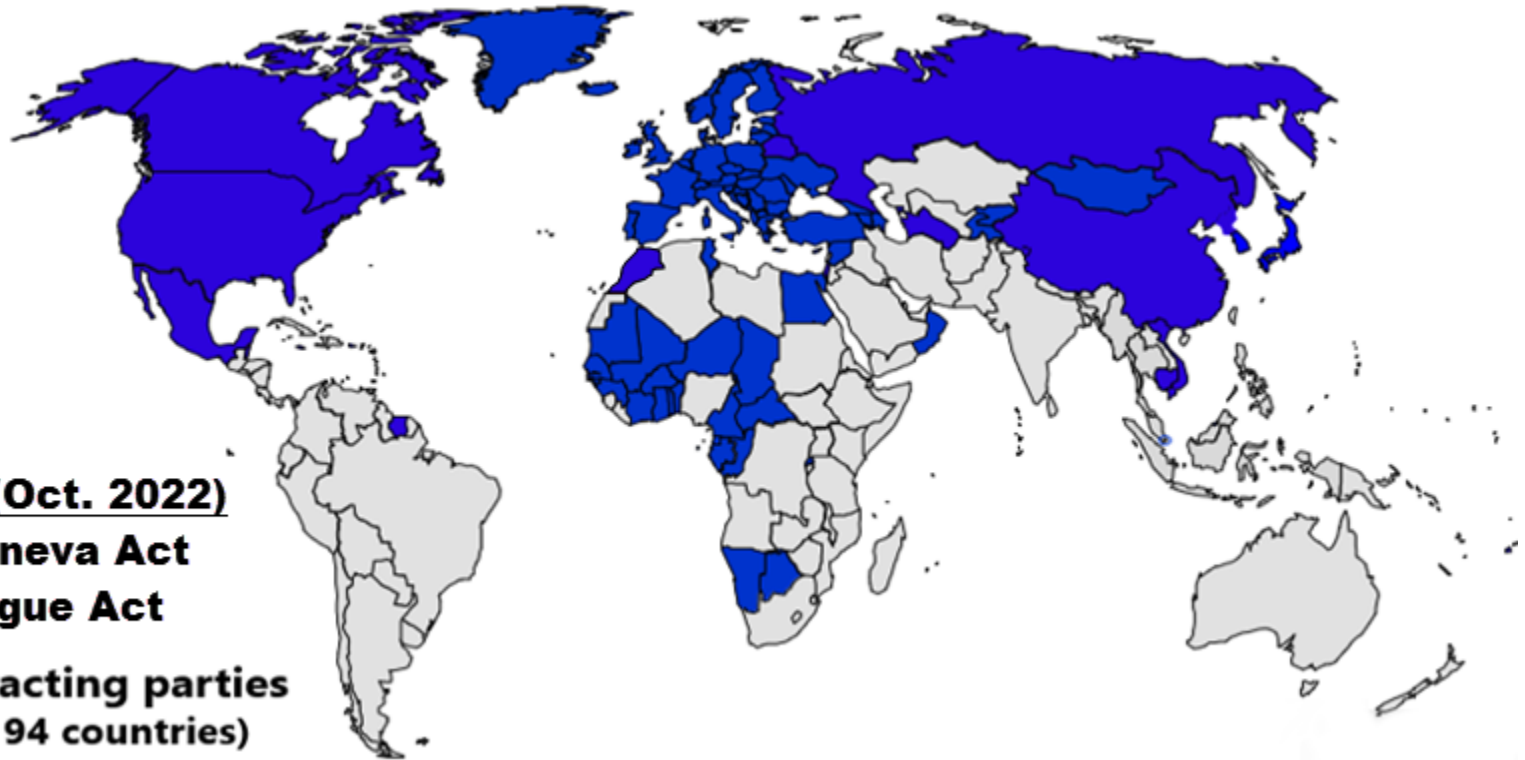 (Oct. 2022)
neva Act
gue Act
acting parties
94 countries)